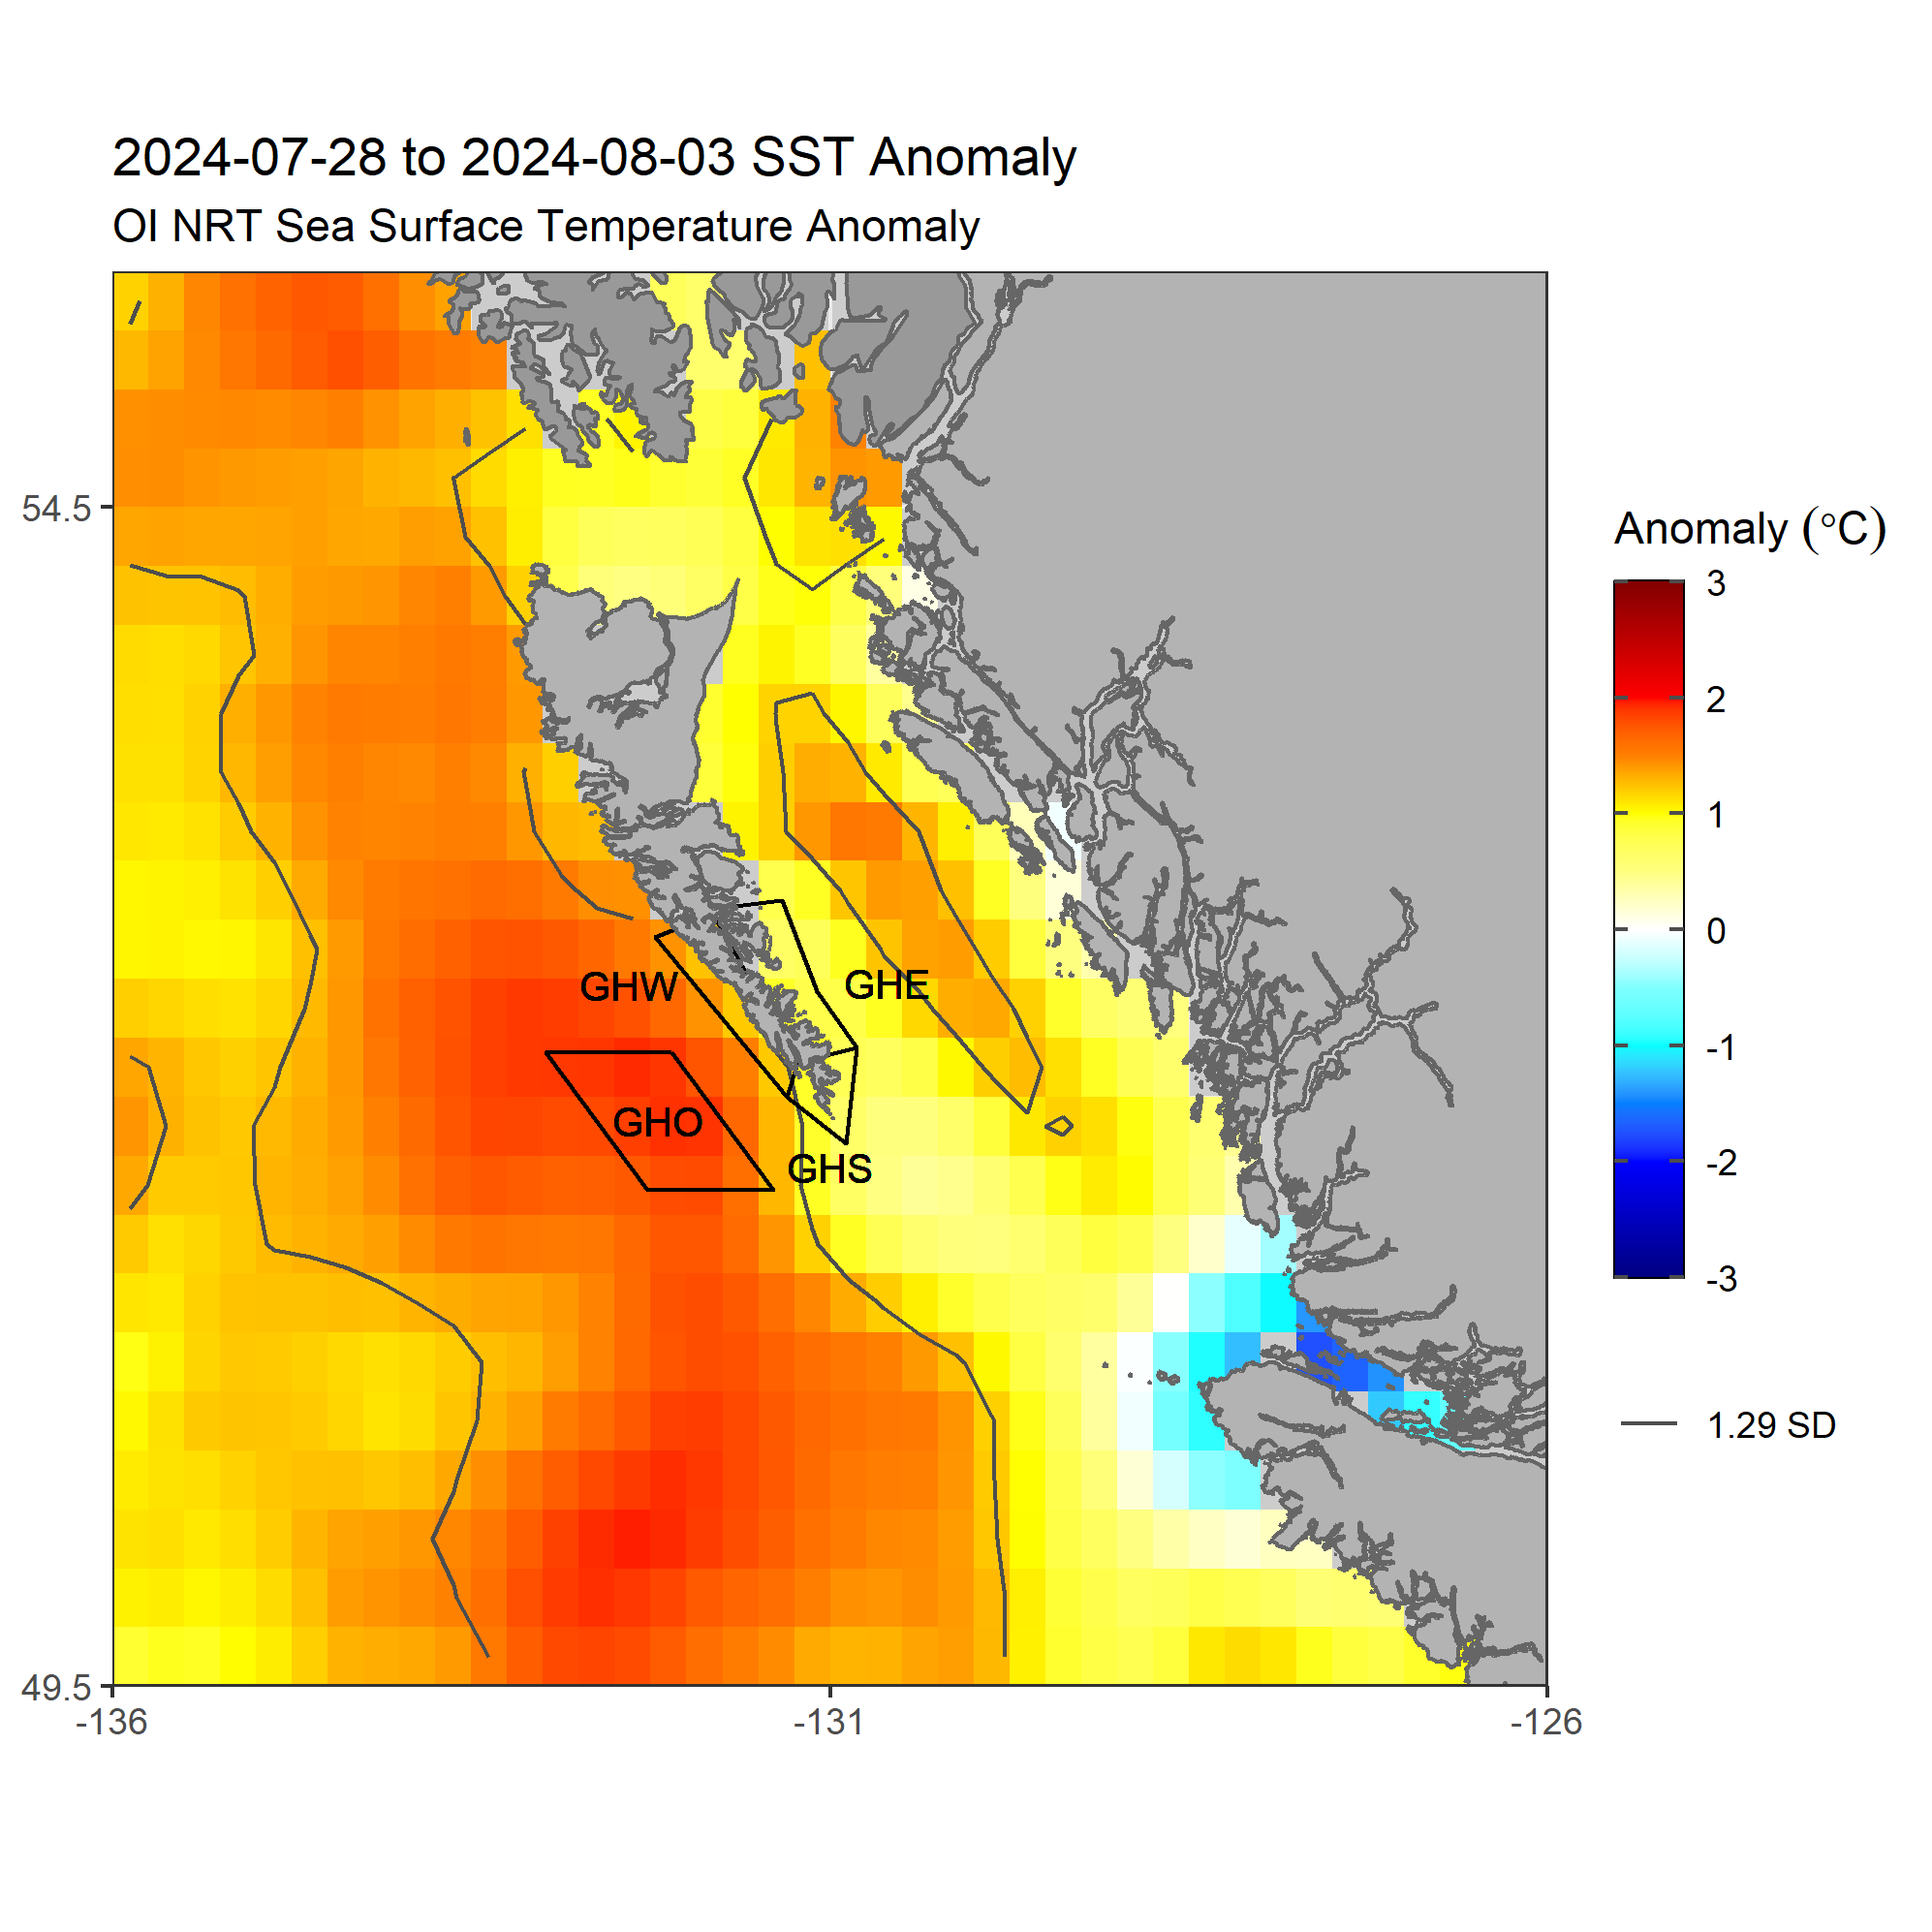 2024-07-28 to 2024-08-03 SST Anomaly
OI NRT Sea Surface Temperature Anomaly
54.5
49.5
-136
-131
-126
GHW
GHE
GHO
GHS
Anomaly (°C)
3
2
1
0
-1
-2
-3
1.29 SD